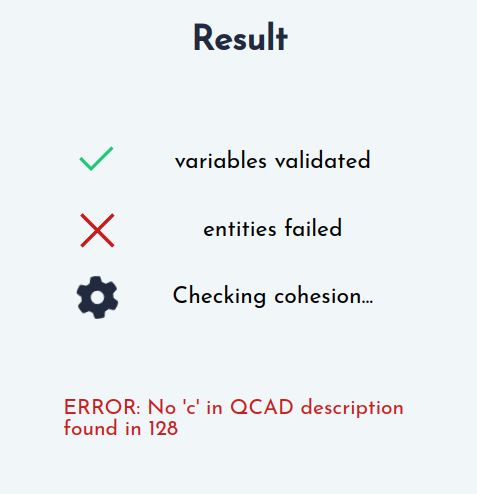 Result
variables validated
entities failed
Checking cohesion...
ERROR: No 'c' in QCAD description
found in 128